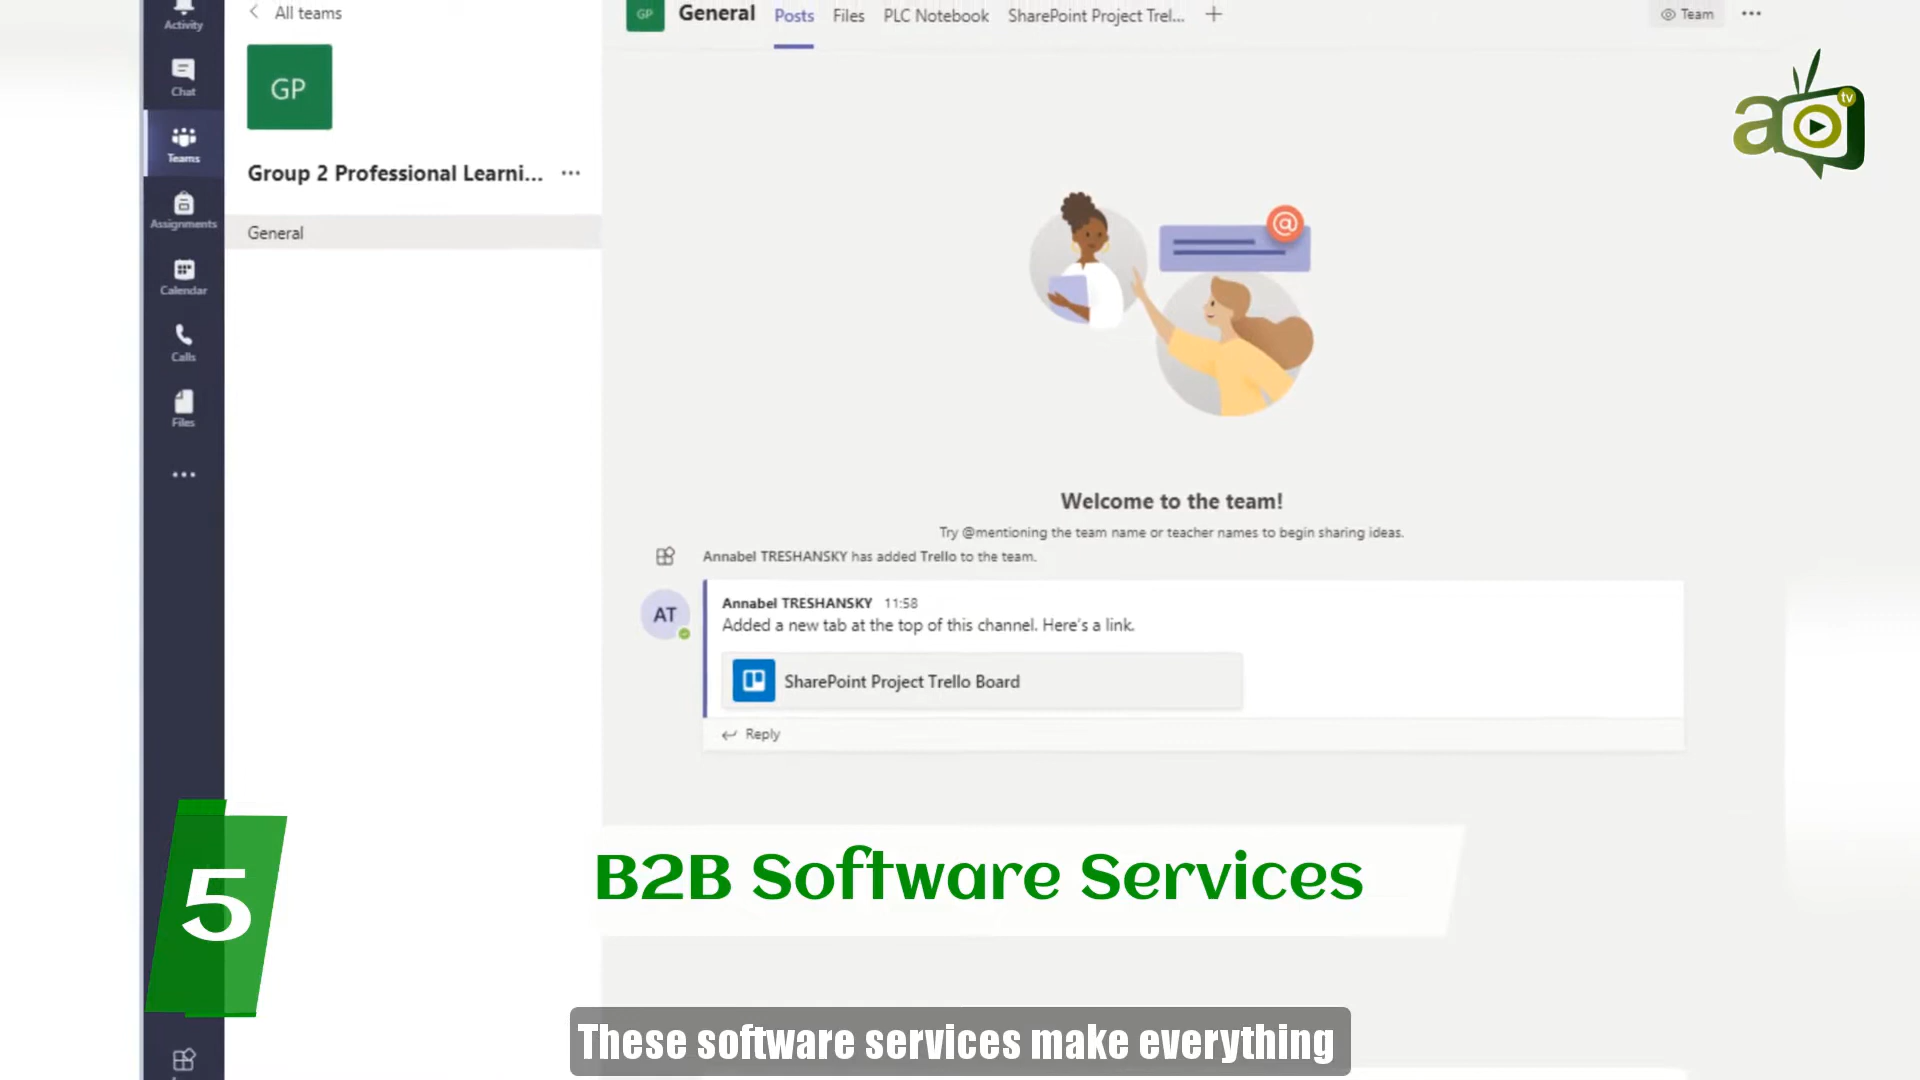 Activity
Chat
Teams
Assignments
Calendar
Calls
Files
All teams
GP
Group 2 Professional Learni...
General
GP
General
Posts
Files
PLC Notebook
SharePoint Project Trel...
Team
ao
tv
@
Welcome to the team!
Try @mentioning the team name or teacher names to begin sharing ideas.
Annabel TRESHANSKY has added Trello to the team.
AT
Annabel TRESHANSKY 11:58
Added a new tab at the top of this channel. Here's a link.
SharePoint Project Trello Board
Reply
5
B2B Software Services
These software services make everything